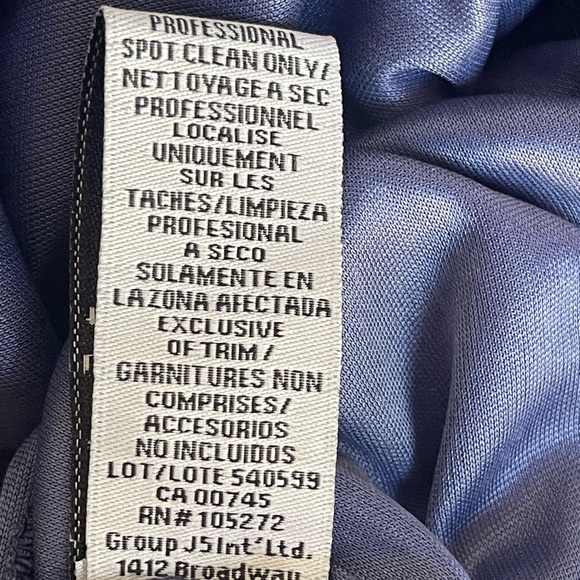 PROFESSIONAL
SPOT CLEAN ONLY/
NETTOYAGE A SEC
PROFESSIONNEL
LOCALISE
UNIQUEMENT
SUR LES
TACHES/LIMPIEZA
PROFESIONAL
A SECO
SOLAMENTE EN
LA ZONA AFECTADA
EXCLUSIVE
OF TRIM /
GARNITURES NON
COMPRISES/
ACCESORIOS
NO INCLUIDOS
LOT/LOTE 540599
CA 00745
RN# 105272
Group JS Int' Ltd.
1412 Broadway